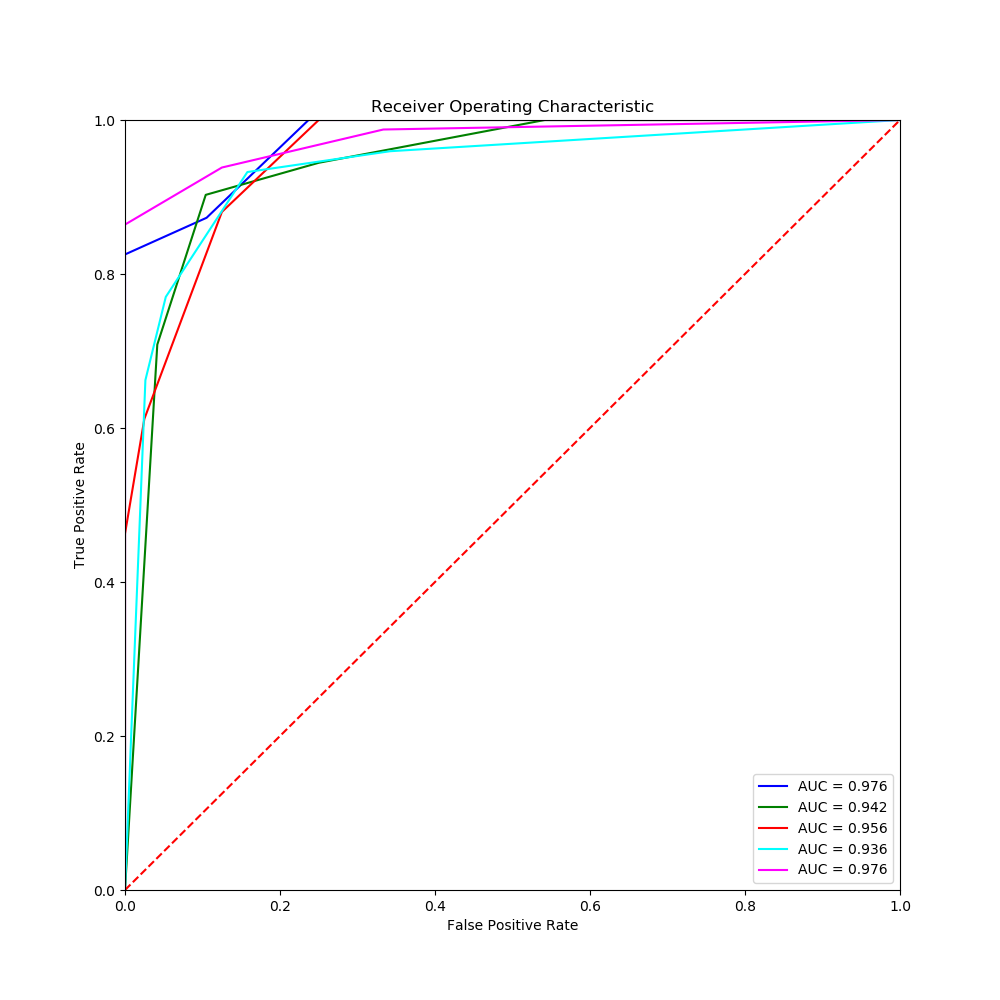 Receiver Operating Characteristic
1.0
0.8
0.6
0.4
0.2
0.0
True Positive Rate
AUC = 0.976
AUC = 0.942
AUC = 0.956
AUC = 0.936
AUC = 0.976
0.0 0.2 0.4 0.6 0.8 1.0
False Positive Rate